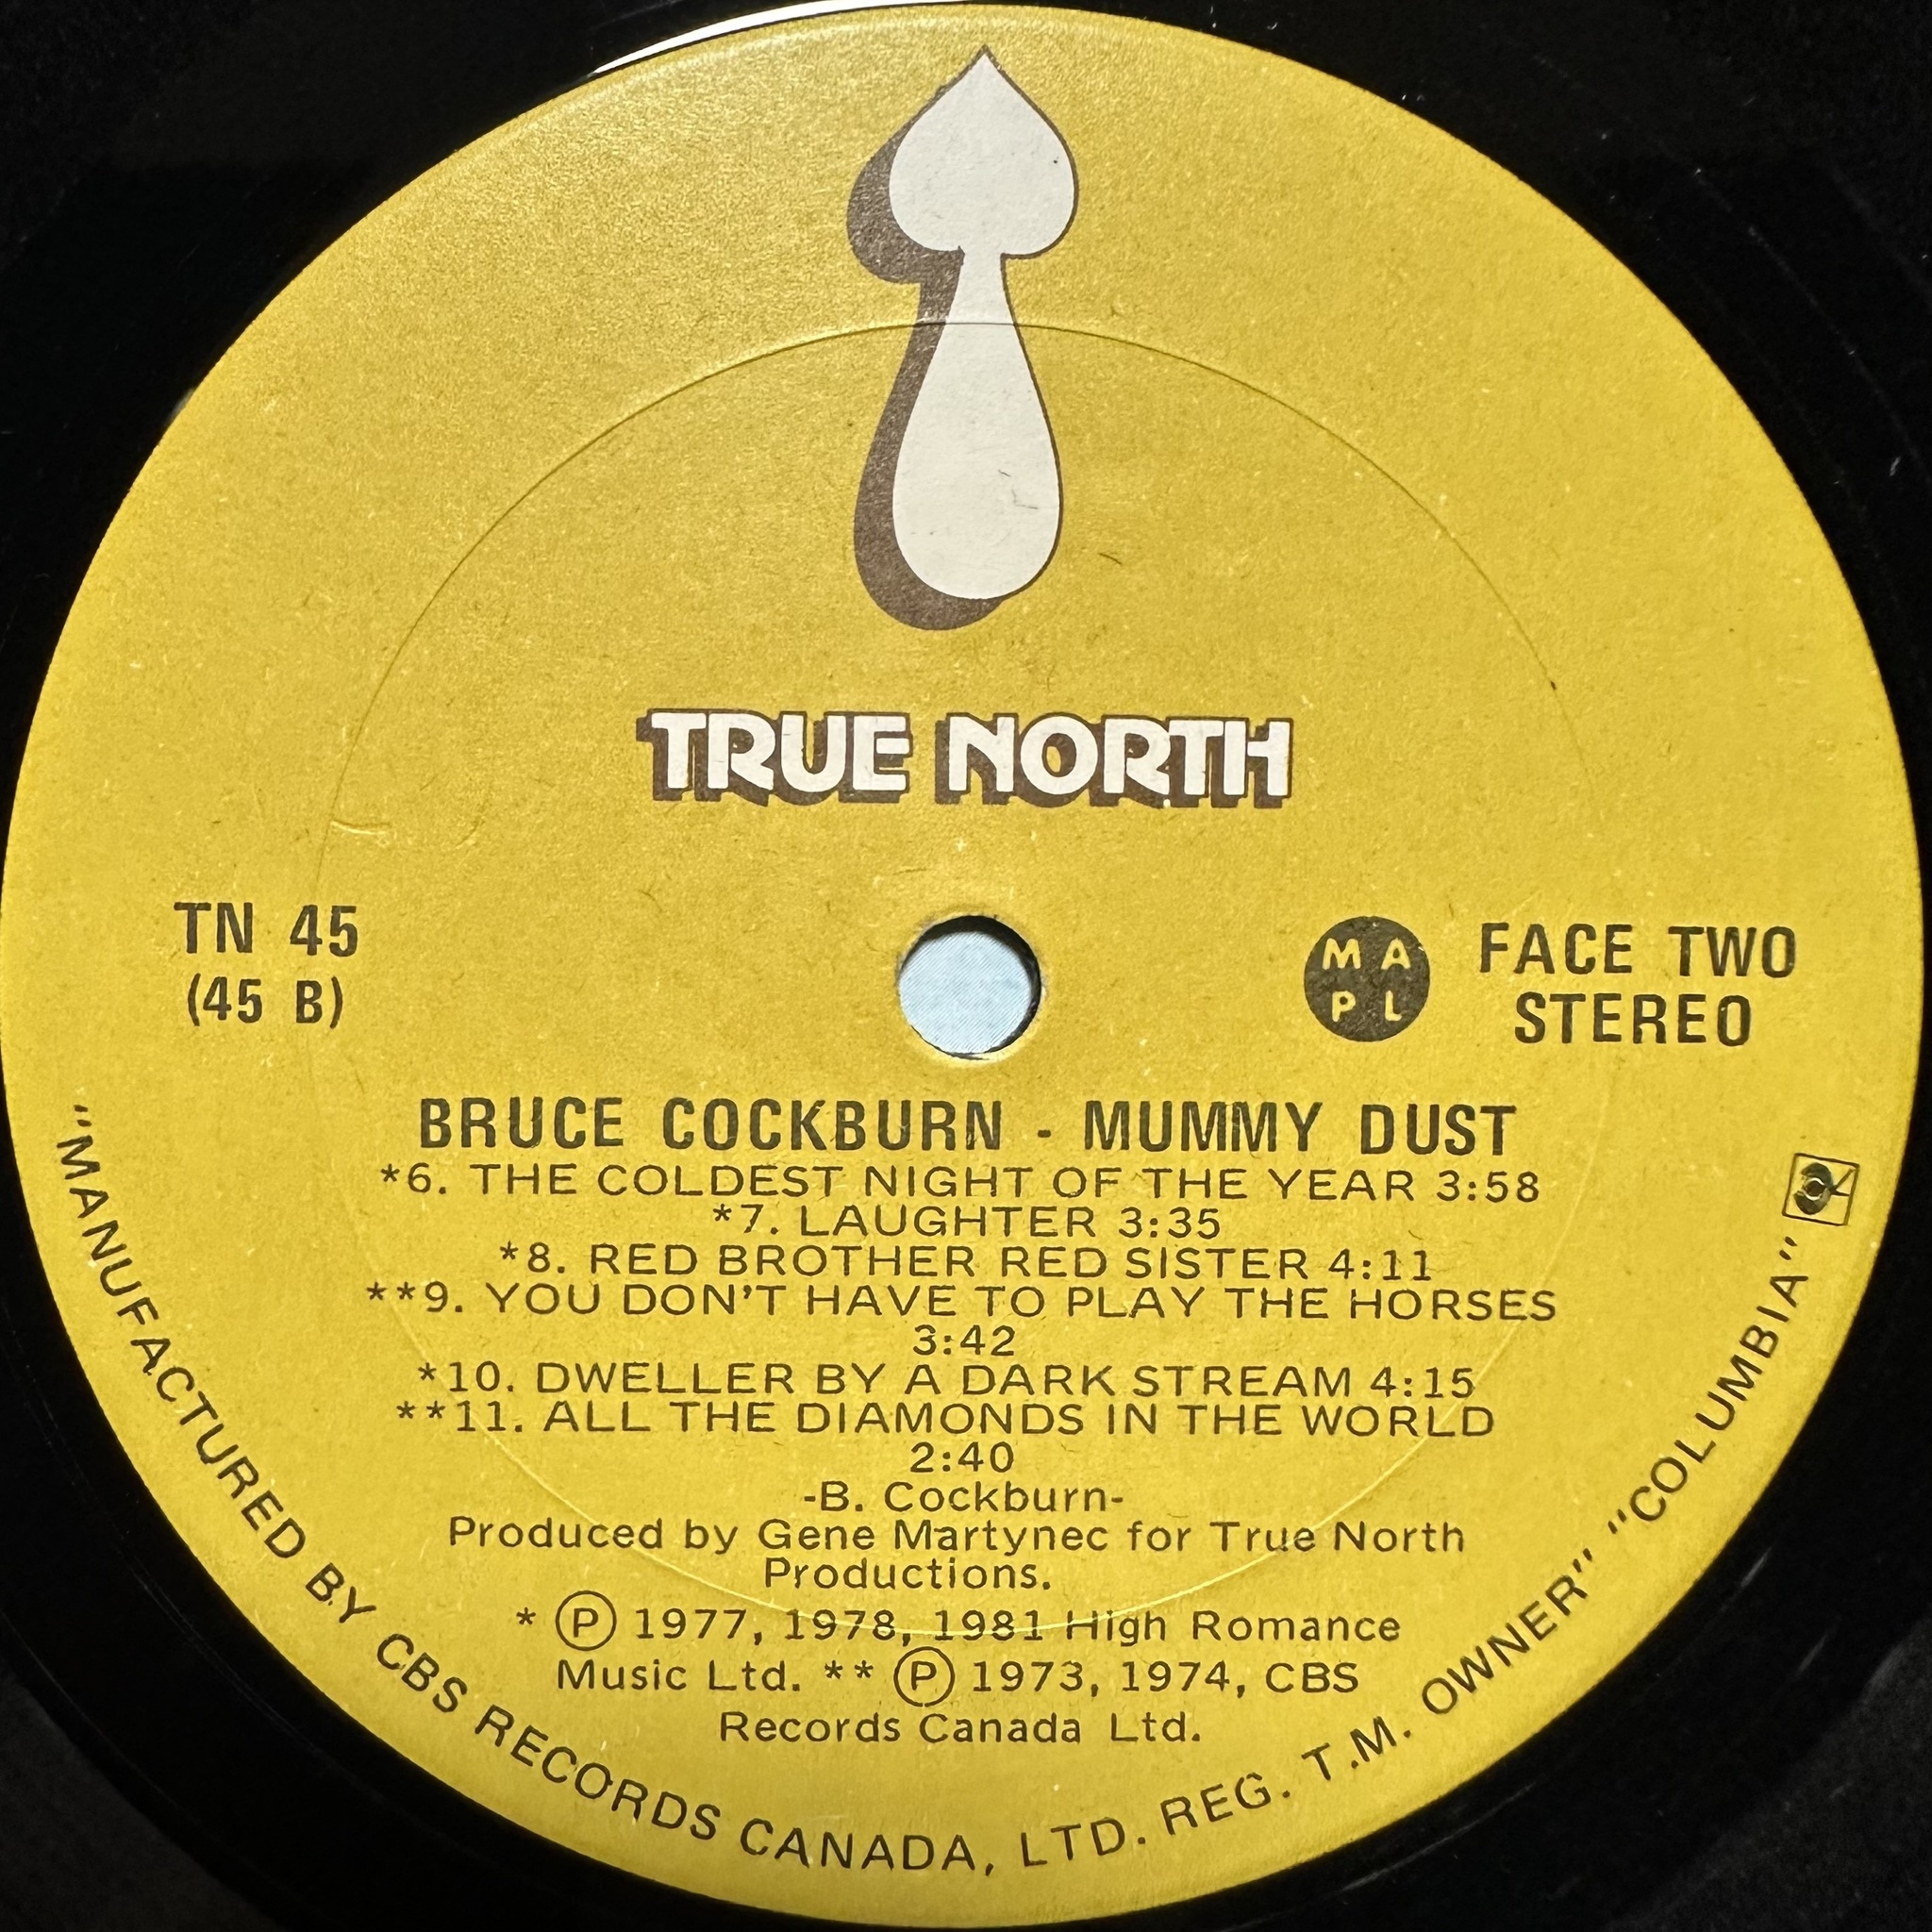 TRUE NORTH
TN 45
(45 B)
M A
P L
FACE TWO
STEREO
BRUCE COCKBURN - MUMMY DUST
*6. THE COLDEST NIGHT OF THE YEAR 3:58
*7. LAUGHTER 3:35
*8. RED BROTHER RED SISTER 4:11
**9. YOU DON'T HAVE TO PLAY THE HORSES
3:42
*10. DWELLER BY A DARK STREAM 4:15
**11. ALL THE DIAMONDS IN THE WORLD
2:40
-B. Cockburn-
Produced by Gene Martynec for True North
Productions.
* Ⓟ 1977, 1978, 1981 High Romance
Music Ltd. ** Ⓟ 1973, 1974, CBS
Records Canada Ltd.
"MANUFACTURED BY CBS RECORDS CANADA, LTD. REG. T.M. OWNER" "COLUMBIA"